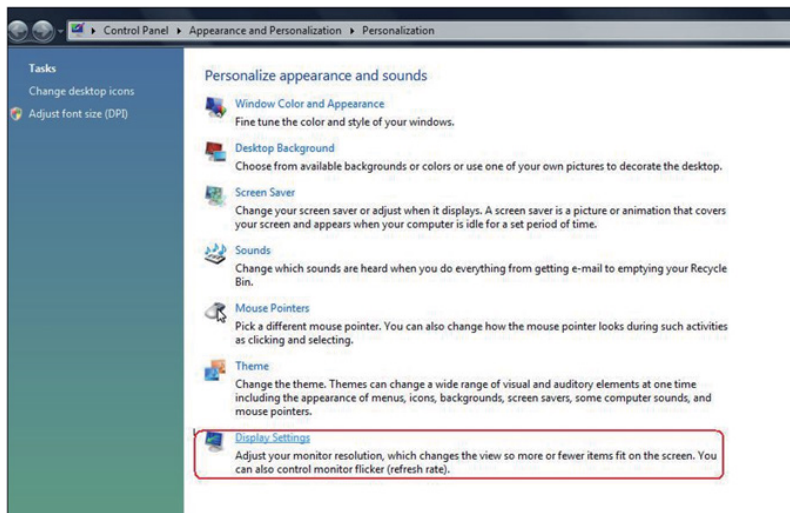 Control Panel ▸ Appearance and Personalization ▸ Personalization
Tasks
Change desktop icons
Adjust font size (DPI)
Personalize appearance and sounds
Window Color and Appearance
Fine tune the color and style of your windows.
Desktop Background
Choose from available backgrounds or colors or use one of your own pictures to decorate the desktop.
Screen Saver
Change your screen saver or adjust when it displays. A screen saver is a picture or animation that covers
your screen and appears when your computer is idle for a set period of time.
Sounds
Change which sounds are heard when you do everything from getting e-mail to emptying your Recycle
Bin.
Mouse Pointers
Pick a different mouse pointer. You can also change how the mouse pointer looks during such activities
as clicking and selecting.
Theme
Change the theme. Themes can change a wide range of visual and auditory elements at one time
including the appearance of menus, icons, backgrounds, screen savers, some computer sounds, and
mouse pointers.
Display Settings
Adjust your monitor resolution, which changes the view so more or fewer items fit on the screen. You
can also control monitor flicker (refresh rate).